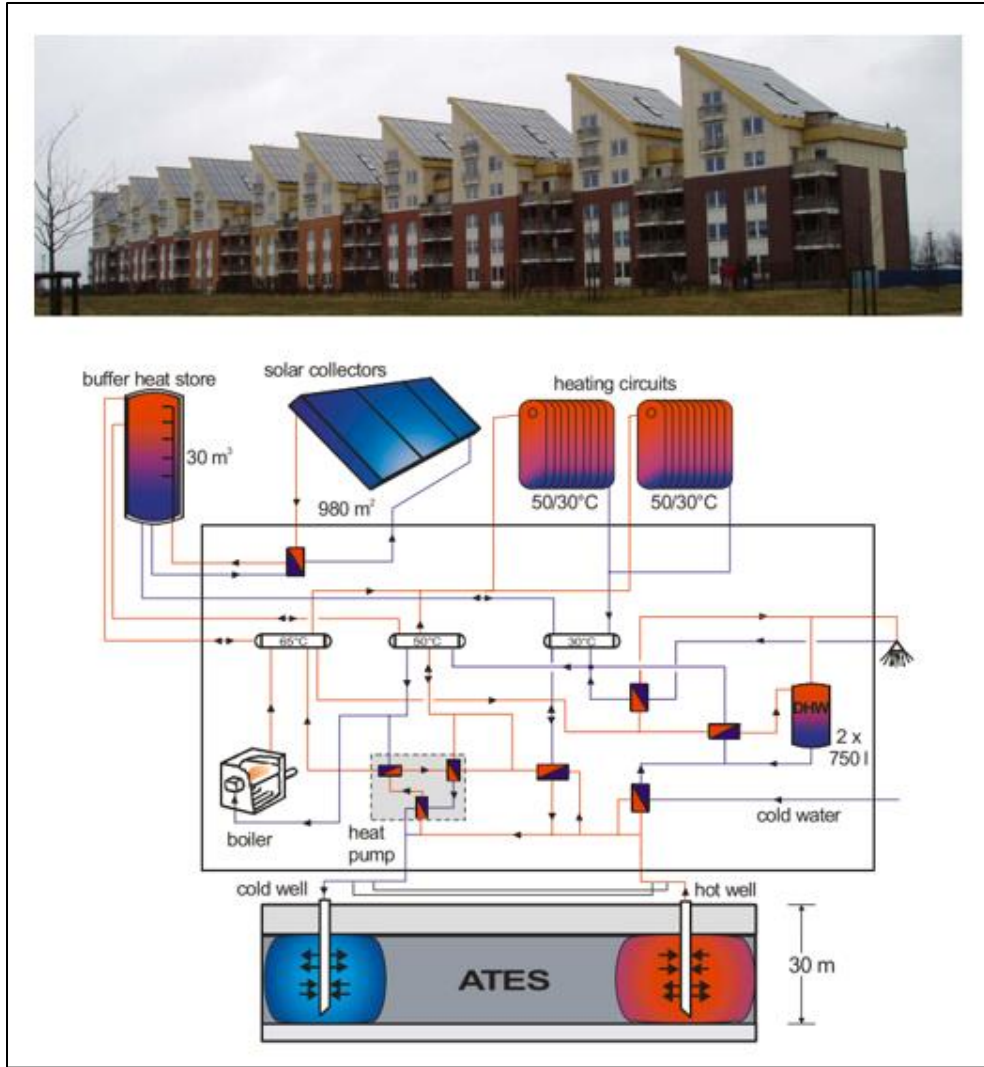 solar collectors
buffer heat store
heating circuits
30 m³
980 m²
50/30°C
50/30°C
65°C
50°C
30°C
DHW
2 x
750 l
boiler
heat
pump
cold water
cold well
hot well
ATES
30 m